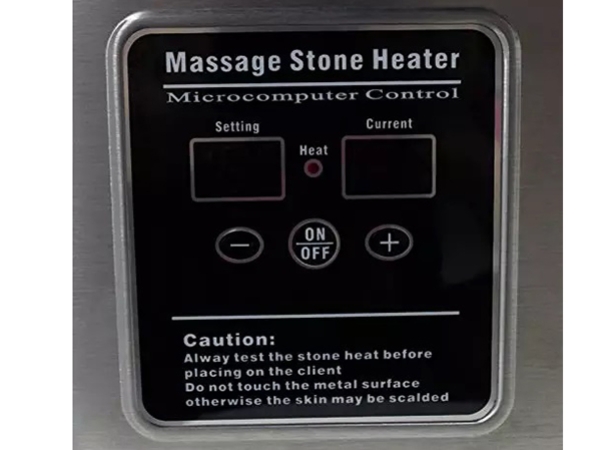 Massage Stone Heater
Microcomputer Control
Setting
Heat
Current
−
ON
OFF
+
Caution:
Alway test the stone heat before
placing on the client
Do not touch the metal surface
otherwise the skin may be scalded